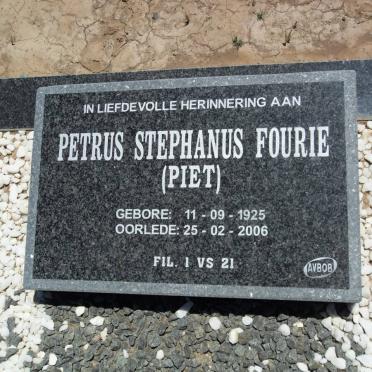 IN LIEFDEVOLLE HERINNERING AAN
PETRUS STEPHANUS FOURIE
(PIET)
GEBORE: 11 - 09 - 1925
OORLEDE: 25 - 02 - 2006
FIL. 1 VS 21
AVBOB